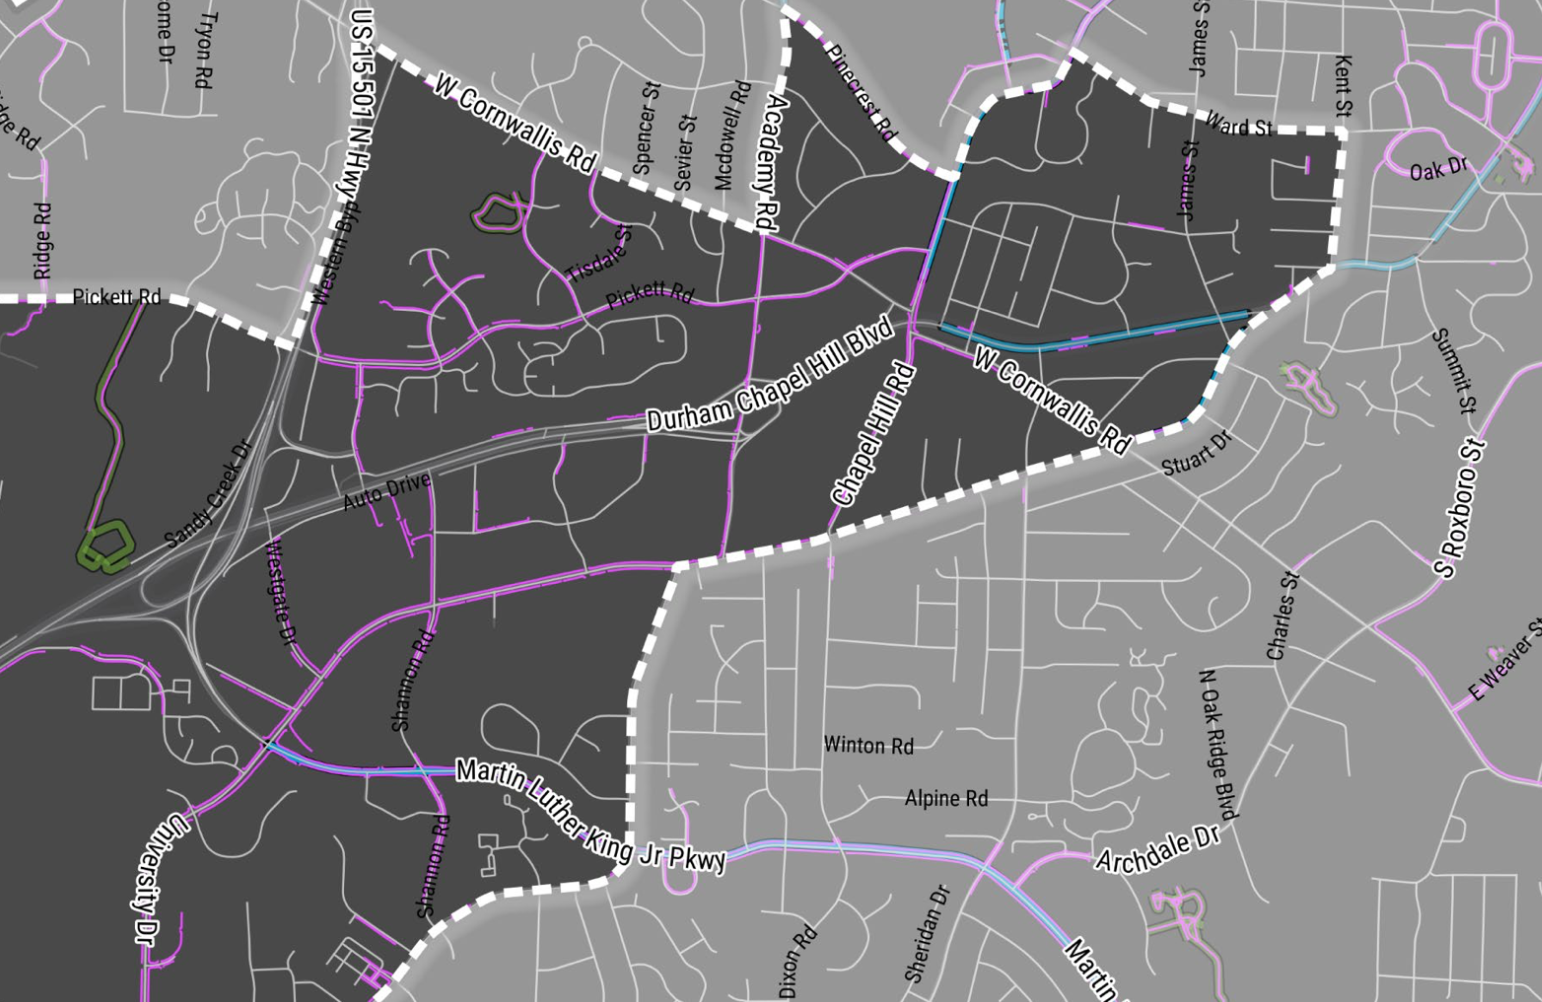 US 15 501 N Hwy
Tryon Rd
James St
Kent St
Pinecrest Rd
W Cornwallis Rd
Spencer St
Sevier St
Mcdowell Rd
Academy Rd
Ward St
James St
Oak Dr
Ridge Rd
Western Byp
Tisdale St
Pickett Rd
Pickett Rd
Durham Chapel Hill Blvd
W Cornwallis Rd
Summit St
Chapel Hill Rd
Stuart Dr
Sandy Creek Dr
Auto Drive
S Roxboro St
Westgate Dr
Charles St
E Weaver St
Shannon Rd
N Oak Ridge Blvd
Winton Rd
Martin Luther King Jr Pkwy
Alpine Rd
University Dr
Shannon Rd
Archdale Dr
Sheridan Dr
Dixon Rd
Martin